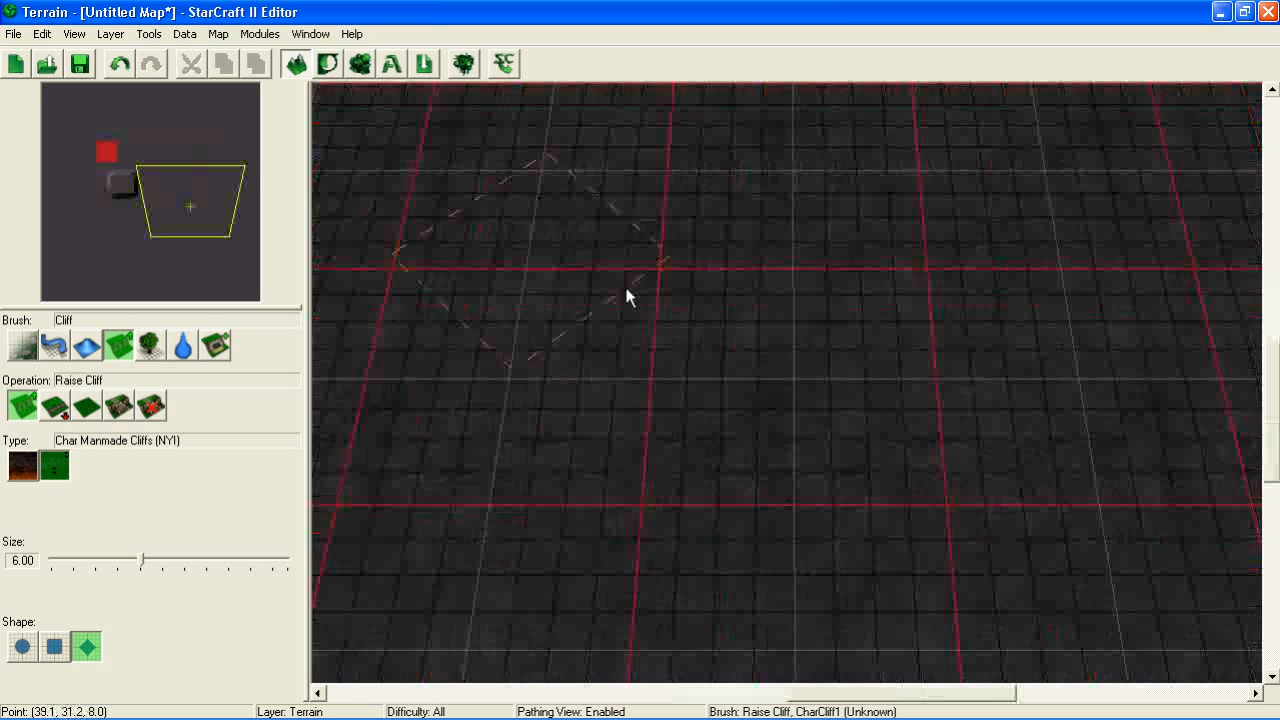 Terrain - [Untitled Map*] - StarCraft II Editor
File Edit View Layer Tools Data Map Modules Window Help
Brush: Cliff
Operation: Raise Cliff
Type: Char Manmade Cliffs (NYI)
Size:
6.00
Shape:
Point: (39.1, 31.2, 8.0) Layer: Terrain Difficulty: All Pathing View: Enabled Brush: Raise Cliff, CharCliff1 (Unknown)